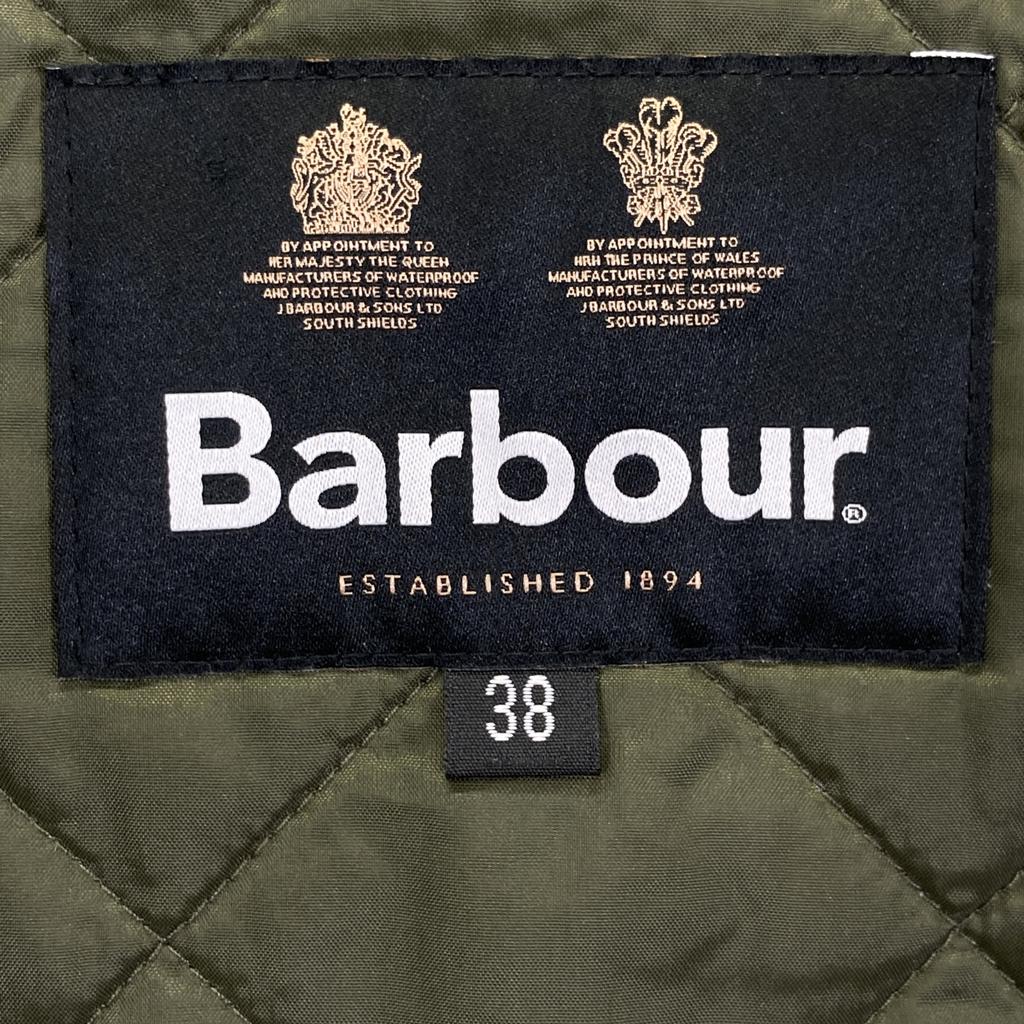 BY APPOINTMENT TO
HER MAJESTY THE QUEEN
MANUFACTURERS OF WATERPROOF
AND PROTECTIVE CLOTHING
J BARBOUR & SONS LTD
SOUTH SHIELDS
BY APPOINTMENT TO
HRH THE PRINCE OF WALES
MANUFACTURERS OF WATERPROOF
AND PROTECTIVE CLOTHING
J BARBOUR & SONS LTD
SOUTH SHIELDS
Barbour®
ESTABLISHED 1894
38